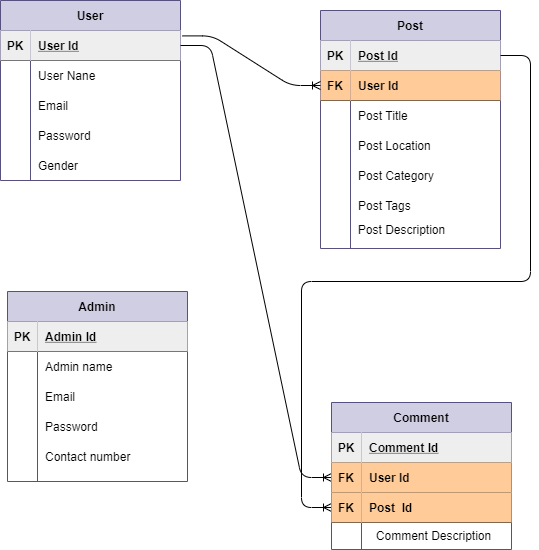 User
PK User Id
User Nane
Email
Password
Gender
Post
PK Post Id
FK User Id
Post Title
Post Location
Post Category
Post Tags
Post Description
Admin
PK Admin Id
Admin name
Email
Password
Contact number
Comment
PK Comment Id
FK User Id
FK Post Id
Comment Description